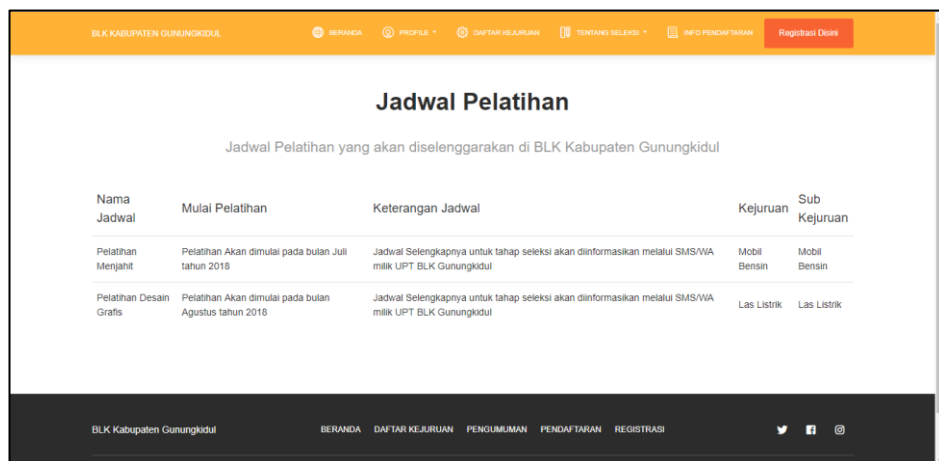 BLK KABUPATEN GUNUNGKIDUL BERANDA PROFILE DAFTAR KEJURUAN TENTANG SELEKSI INFO PENDAFTARAN Registrasi Disini
Jadwal Pelatihan
Jadwal Pelatihan yang akan diselenggarakan di BLK Kabupaten Gunungkidul
Nama Jadwal
Mulai Pelatihan
Keterangan Jadwal
Kejuruan
Sub Kejuruan
Pelatihan
Menjahit
Pelatihan Akan dimulai pada bulan Juli
tahun 2018
Jadwal Selengkapnya untuk tahap seleksi akan diinformasikan melalui SMS/WA
milik UPT BLK Gunungkidul
Mobil
Bensin
Mobil
Bensin
Pelatihan Desain
Grafis
Pelatihan Akan dimulai pada bulan
Agustus tahun 2018
Jadwal Selengkapnya untuk tahap seleksi akan diinformasikan melalui SMS/WA
milik UPT BLK Gunungkidul
Las Listrik
Las Listrik
BLK Kabupaten Gunungkidul BERANDA DAFTAR KEJURUAN PENGUMUMAN PENDAFTARAN REGISTRASI